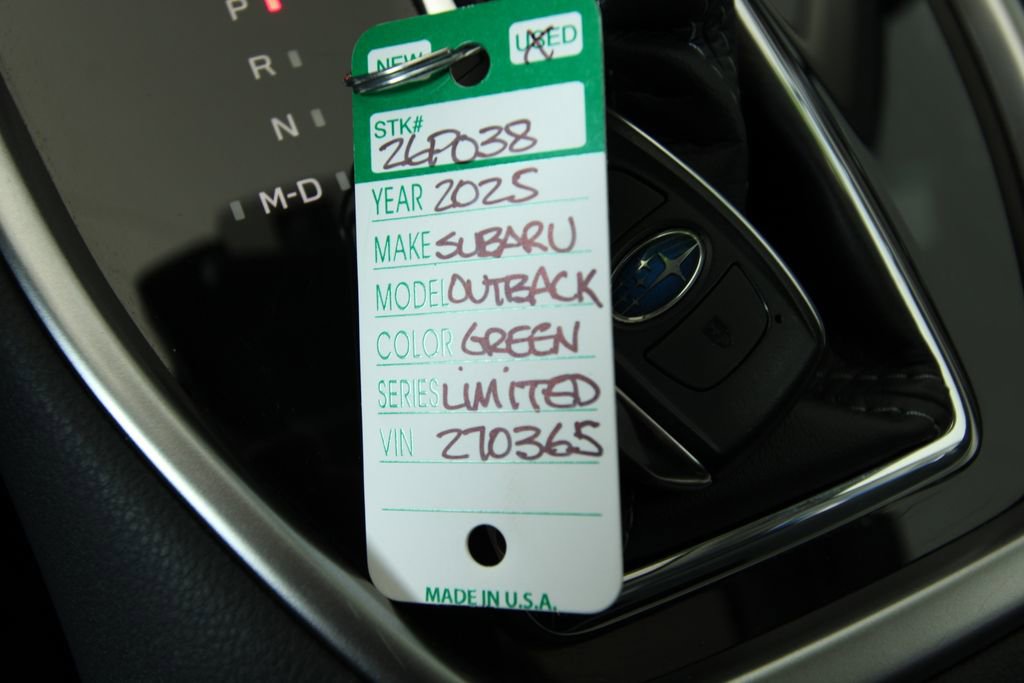 P
R
N
M-D
NEW
USED
STK#
26P038
YEAR 2025
MAKE SUBARU
MODEL OUTBACK
COLOR GREEN
SERIES LIMITED
VIN 270365
MADE IN U.S.A.